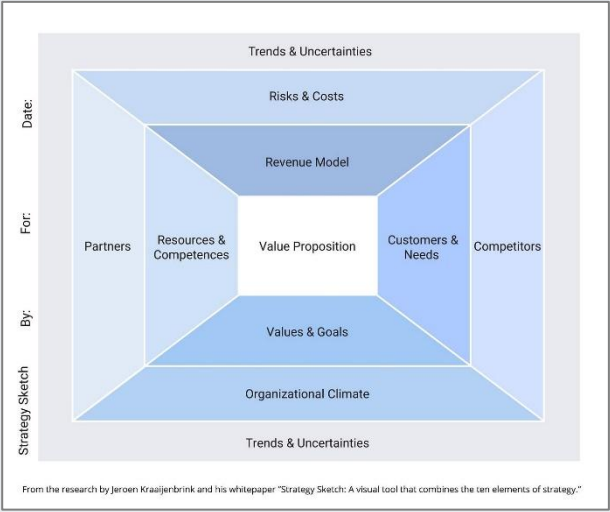 Trends & Uncertainties
Risks & Costs
Revenue Model
Partners
Resources &
Competences
Value Proposition
Customers &
Needs
Competitors
Values & Goals
Organizational Climate
Trends & Uncertainties
Strategy Sketch
By:
For:
Date:
From the research by Jeroen Kraaijenbrink and his whitepaper “Strategy Sketch: A visual tool that combines the ten elements of strategy.”